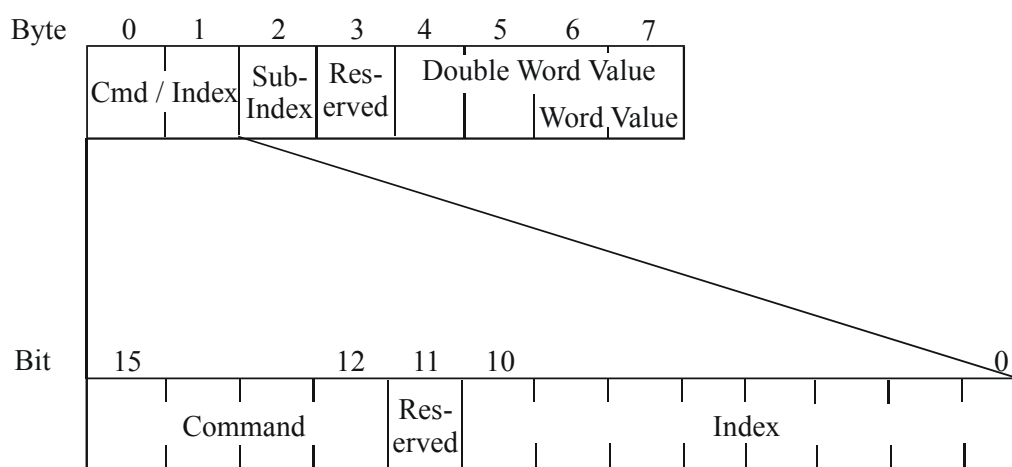 Byte 0 1 2 3 4 5 6 7
Cmd / Index Sub- Res- Double Word Value
Index erved Word Value
Bit 15 12 11 10 0
Command Res- Index
erved